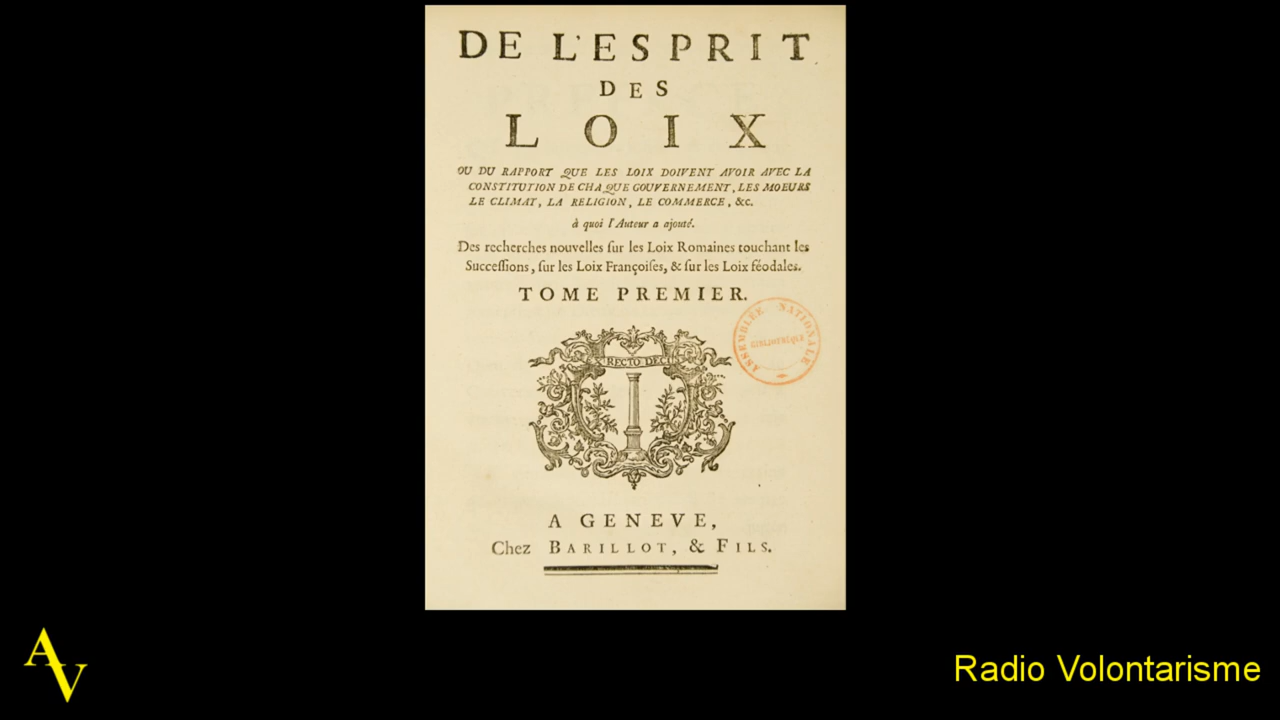 DE L'ESPRIT
DES
LOIX
OU DU RAPPORT QUE LES LOIX DOIVENT AVOIR AVEC LA
CONSTITUTION DE CHAQUE GOUVERNEMENT, LES MOEURS
LE CLIMAT, LA RELIGION, LE COMMERCE, &c.
à quoi l'Auteur a ajouté.
Des recherches nouvelles ſur les Loix Romaines touchant les
Succeſſions, ſur les Loix Françoiſes, & ſur les Loix féodales.
TOME PREMIER.
ASSEMBLÉE NATIONALE
BIBLIOTHÈQUE
RECTO DECUS
A GENEVE,
Chez BARILLOT, & FILS.
AV
Radio Volontarisme